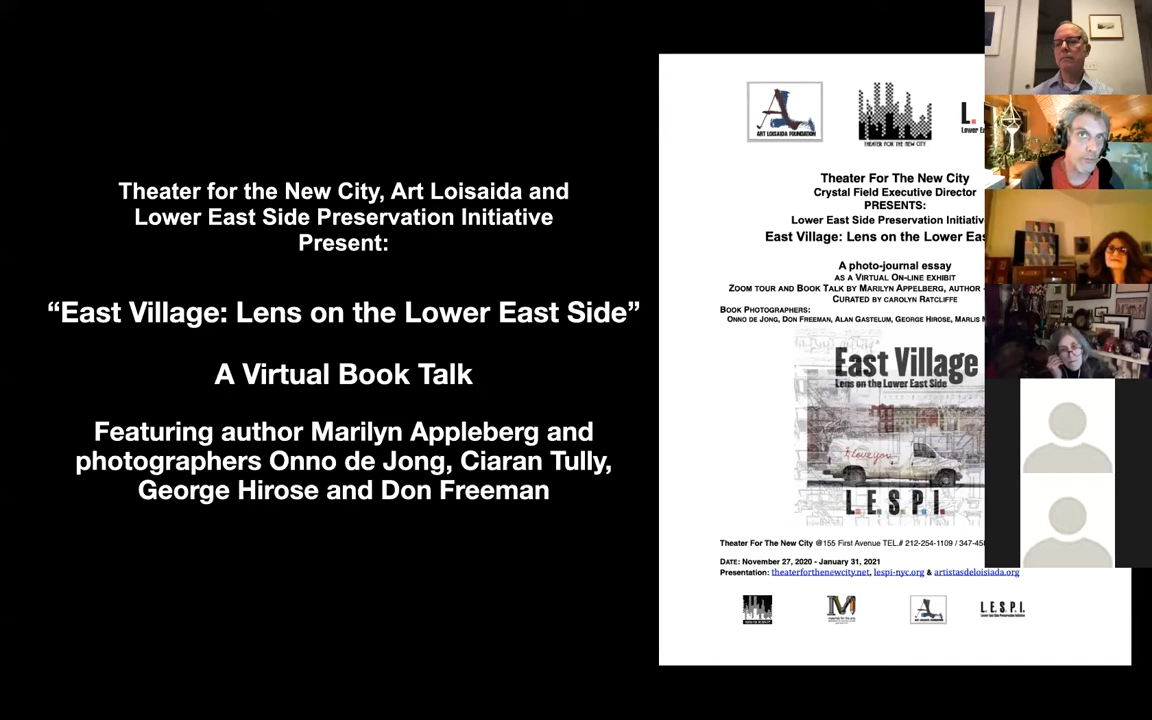 Theater for the New City, Art Loisaida and
Lower East Side Preservation Initiative
Present:
“East Village: Lens on the Lower East Side”
A Virtual Book Talk
Featuring author Marilyn Appleberg and
photographers Onno de Jong, Ciaran Tully,
George Hirose and Don Freeman
ART LOISAIDA FOUNDATION
THEATER FOR THE NEW CITY
L.
Lower
Theater For The New City
Crystal Field Executive Director
PRESENTS:
Lower East Side Preservation Initiativ
East Village: Lens on the Lower Eas
A photo-journal essay
AS A VIRTUAL ON-LINE EXHIBIT
ZOOM TOUR AND BOOK TALK BY MARILYN APPELBERG, AUTHOR
CURATED BY CAROLYN RATCLIFFE
BOOK PHOTOGRAPHERS:
ONNO DE JONG, DON FREEMAN, ALAN GASTELUM, GEORGE HIROSE, MARLIS
East Village
Lens on the Lower East Side
I love you
L.E.S.P.I.
Theater For The New City @155 First Avenue TEL.# 212-254-1109 / 347-45
DATE: November 27, 2020 - January 31, 2021
Presentation: theaterforthenewcity.net, lespi-nyc.org & artistasdeloisiada.org
L.E.S.P.I.